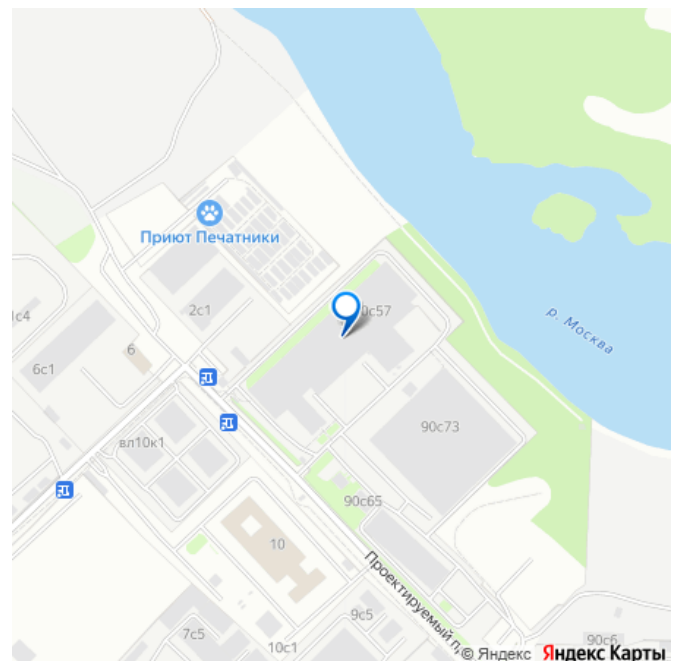 Приют Печатники
2с1
1с4
6с1
6
90с57
р. Москва
90с73
вл10к1
90с65
10
Проектируемый п
9с5
7с5
10с1
90с6
© Яндекс Яндекс Карты